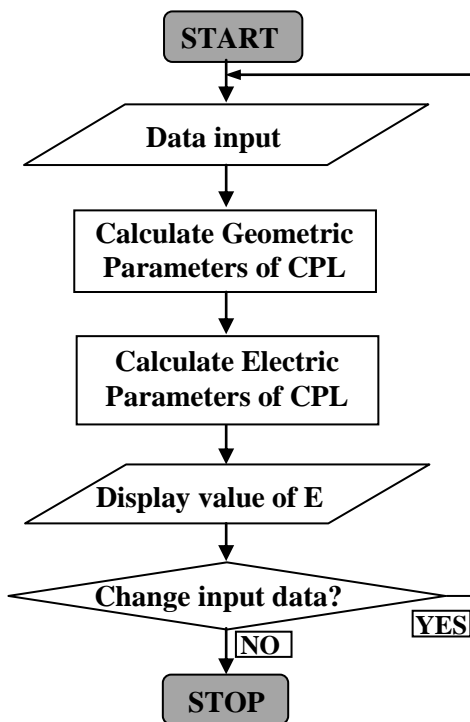 START
Data input
Calculate Geometric
Parameters of CPL
Calculate Electric
Parameters of CPL
Display value of E
Change input data?
YES
NO
STOP